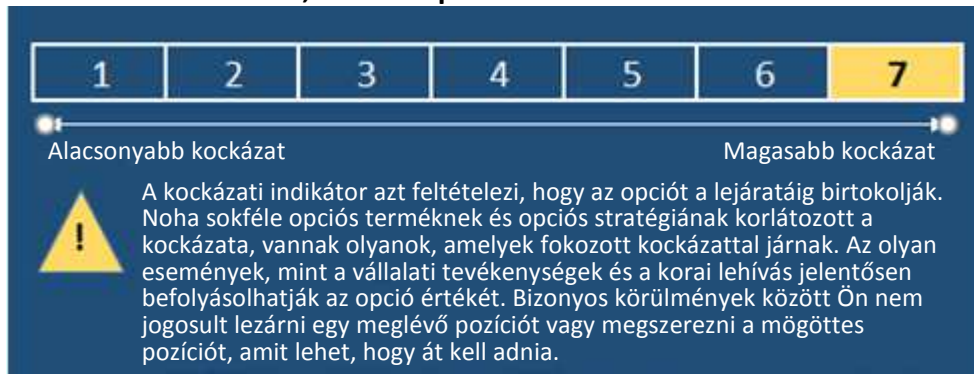 1 2 3 4 5 6 7
Alacsonyabb kockázat Magasabb kockázat
A kockázati indikátor azt feltételezi, hogy az opciót a lejáratáig birtokolják.
Noha sokféle opciós terméknek és opciós stratégiának korlátozott a
! kockázata, vannak olyanok, amelyek fokozott kockázattal járnak. Az olyan
események, mint a vállalati tevékenységek és a korai lehívás jelentősen
befolyásolhatják az opció értékét. Bizonyos körülmények között Ön nem
jogosult lezárni egy meglévő pozíciót vagy megszerezni a mögöttes
pozíciót, amit lehet, hogy át kell adnia.